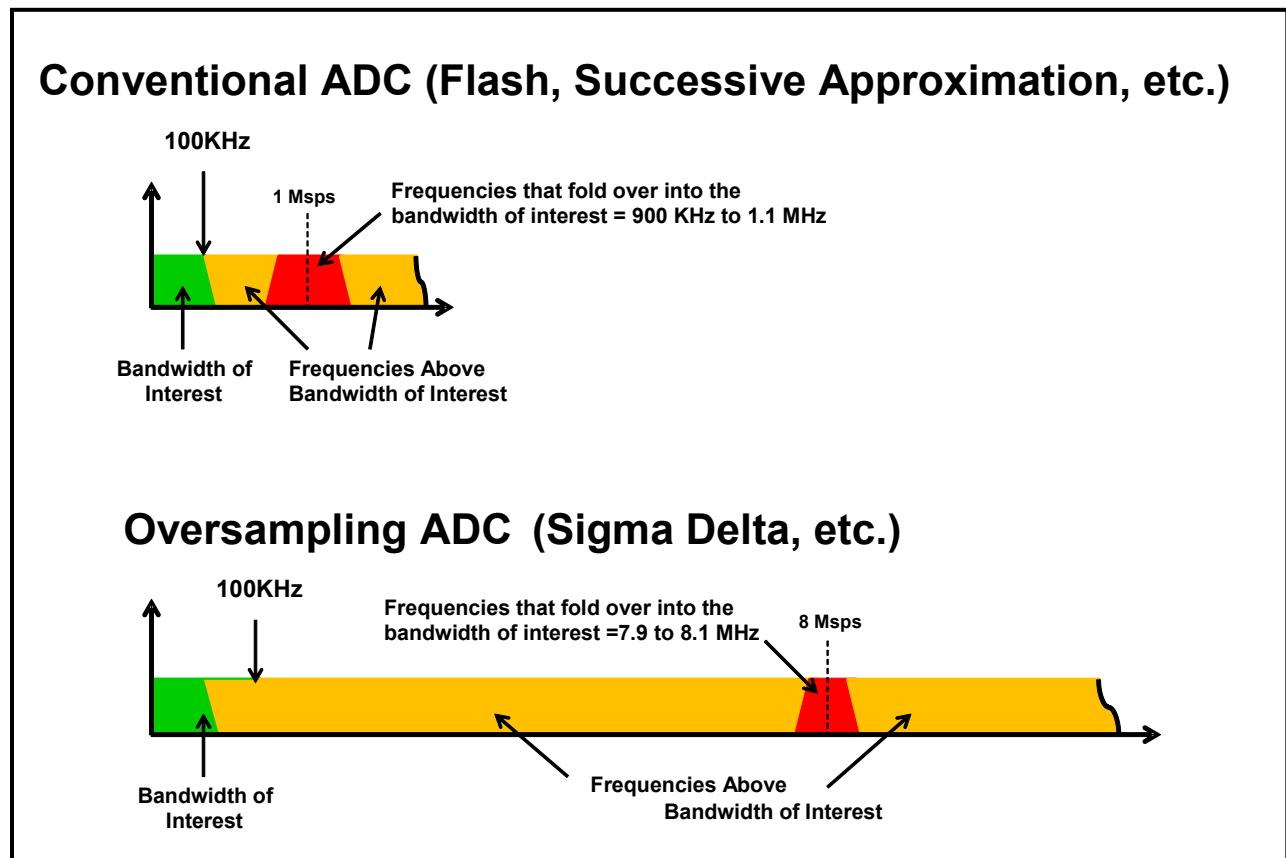 Conventional ADC (Flash, Successive Approximation, etc.)
100KHz
1 Msps
Frequencies that fold over into the
bandwidth of interest = 900 KHz to 1.1 MHz
Bandwidth of
Interest
Frequencies Above
Bandwidth of Interest
Oversampling ADC (Sigma Delta, etc.)
100KHz
Frequencies that fold over into the
bandwidth of interest =7.9 to 8.1 MHz
8 Msps
Bandwidth of
Interest
Frequencies Above
Bandwidth of Interest